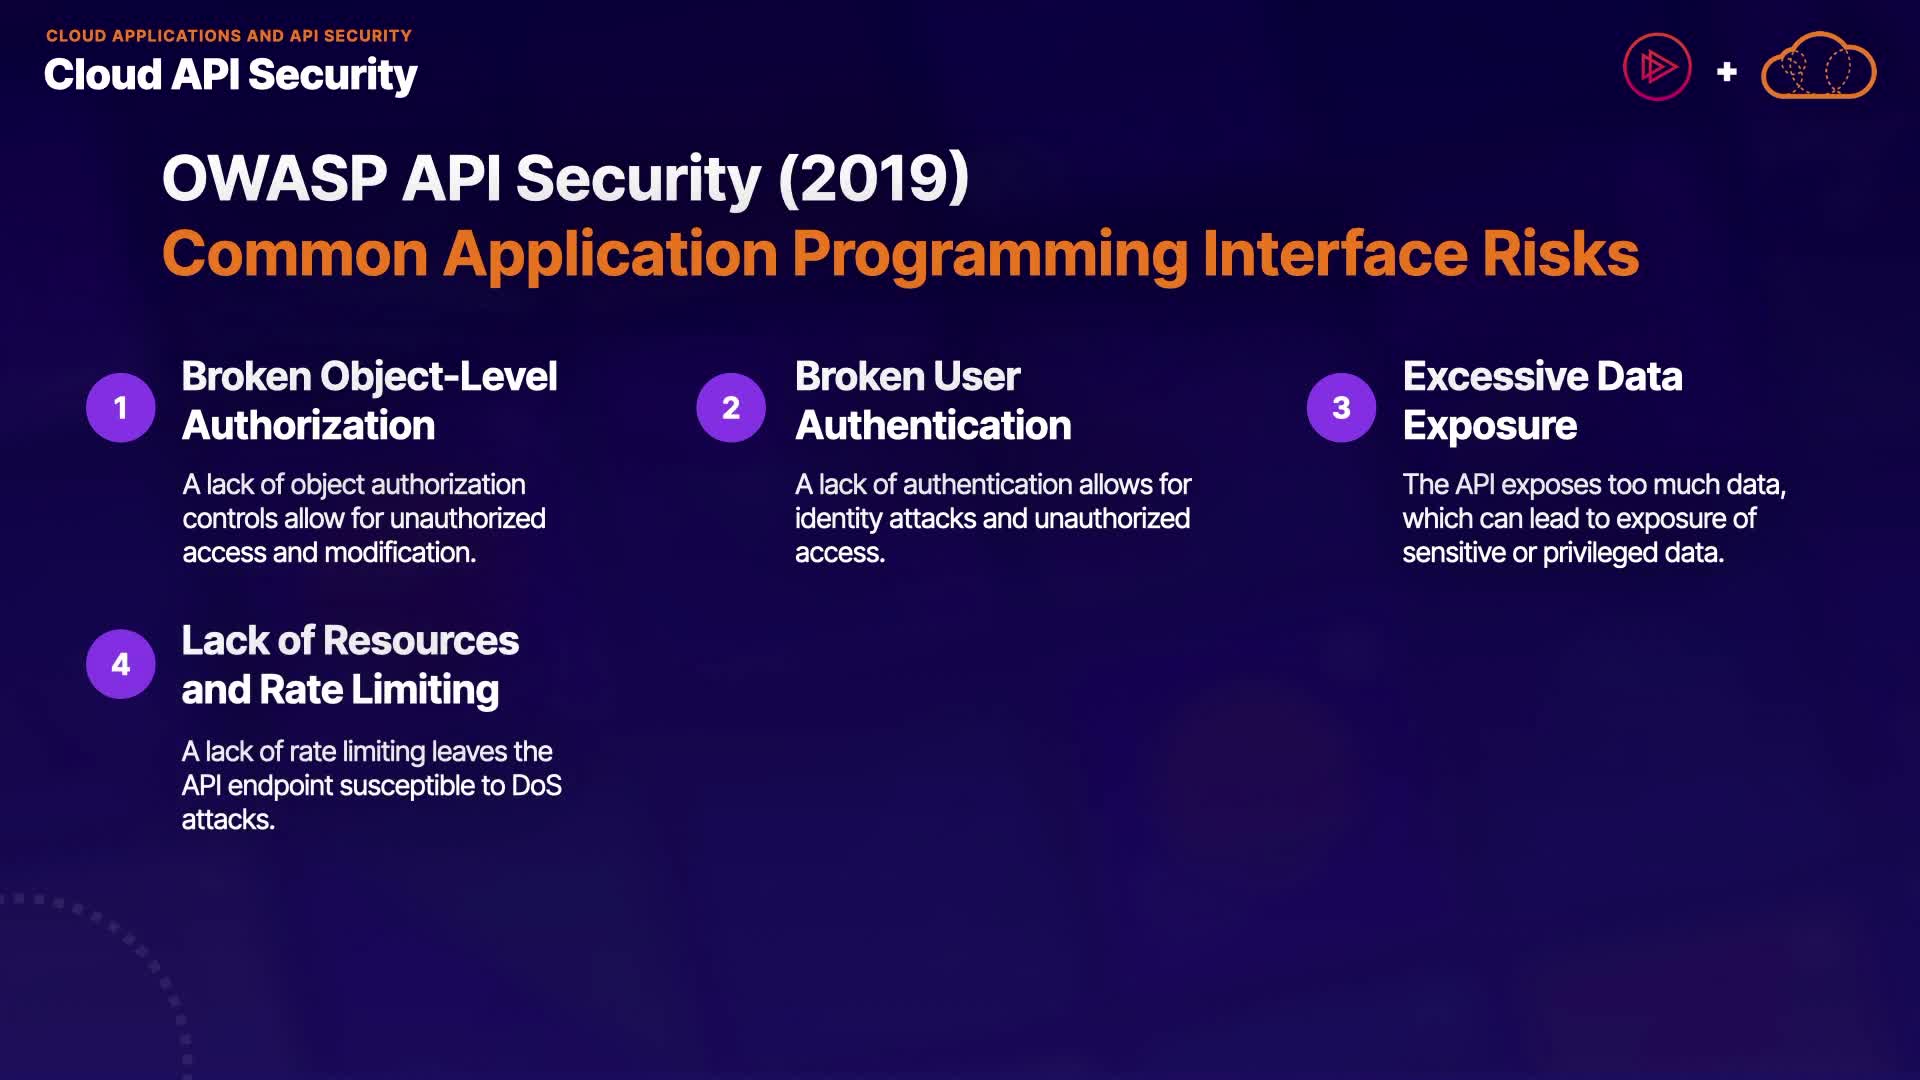 CLOUD APPLICATIONS AND API SECURITY
Cloud API Security
+
OWASP API Security (2019)
Common Application Programming Interface Risks
1
Broken Object-Level
Authorization
A lack of object authorization
controls allow for unauthorized
access and modification.
2
Broken User
Authentication
A lack of authentication allows for
identity attacks and unauthorized
access.
3
Excessive Data
Exposure
The API exposes too much data,
which can lead to exposure of
sensitive or privileged data.
4
Lack of Resources
and Rate Limiting
A lack of rate limiting leaves the
API endpoint susceptible to DoS
attacks.